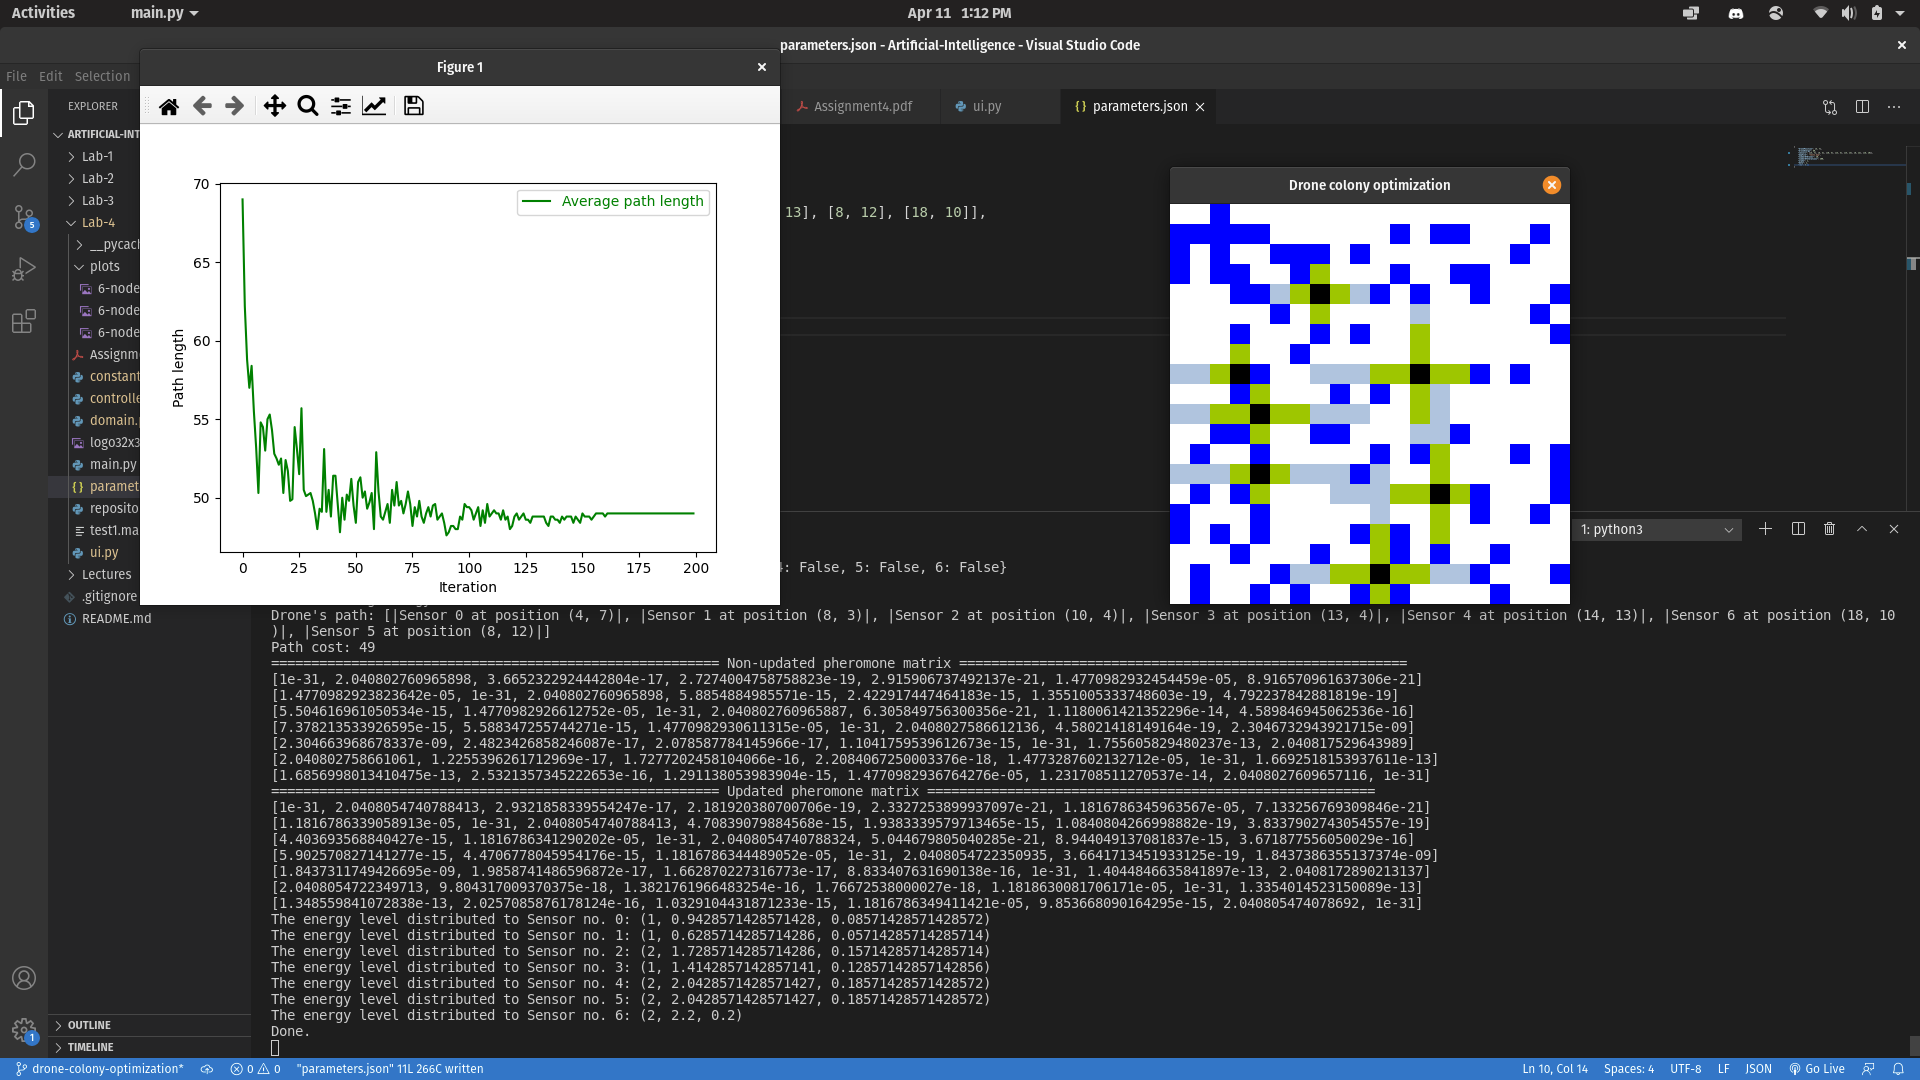 Activities
main.py
Apr 11 1:12 PM
parameters.json - Artificial-Intelligence - Visual Studio Code
File Edit Selection
Figure 1
EXPLORER
Assignment4.pdf
ui.py
{} parameters.json
ARTIFICIAL-INT
Lab-1
Lab-2
Lab-3
Lab-4
__pycac
plots
6-node
6-node
6-node
Assignm
constant
controlle
domain.
logo32x3
main.py
{} paramet
reposito
test1.ma
ui.py
Lectures
.gitignore
README.md
5
70
65
60
55
50
Path length
Average path length
0 25 50 75 100 125 150 175 200
Iteration
13], [8, 12], [18, 10]],
Drone colony optimization
1: python3
4: False, 5: False, 6: False}
Drone's path: [|Sensor 0 at position (4, 7)|, |Sensor 1 at position (8, 3)|, |Sensor 2 at position (10, 4)|, |Sensor 3 at position (13, 4)|, |Sensor 4 at position (14, 13)|, |Sensor 6 at position (18, 10
)|, |Sensor 5 at position (8, 12)|]
Path cost: 49
======================================================== Non-updated pheromone matrix ========================================================
[1e-31, 2.040802760965898, 3.6652322924442804e-17, 2.7274004758758823e-19, 2.915906737492137e-21, 1.4770982932454459e-05, 8.916570961637306e-21]
[1.4770982923823642e-05, 1e-31, 2.040802760965898, 5.8854884985571e-15, 2.422917447464183e-15, 1.3551005333748603e-19, 4.792237842881819e-19]
[5.504616961050534e-15, 1.4770982926612752e-05, 1e-31, 2.040802760965887, 6.305849756300356e-21, 1.1180061421352296e-14, 4.589846945062536e-16]
[7.378213533926595e-15, 5.588347255744271e-15, 1.4770982930611315e-05, 1e-31, 2.0408027586612136, 4.5802141814 9164e-19, 2.3046732943921715e-09]
[2.304663968678337e-09, 2.4823426858246087e-17, 2.078587784145966e-17, 1.1041759539612673e-15, 1e-31, 1.755605829480237e-13, 2.040817529643989]
[2.040802758661061, 1.2255396261712969e-17, 1.7277202458104066e-16, 2.2084067250003376e-18, 1.4773287602132712e-05, 1e-31, 1.6692518153937611e-13]
[1.6856998013410475e-13, 2.5321357345222653e-16, 1.291138053983904e-15, 1.4770982936764276e-05, 1.231708511270537e-14, 2.0408027609657116, 1e-31]
======================================================== Updated pheromone matrix ========================================================
[1e-31, 2.0408054740788413, 2.9321858339554247e-17, 2.181920380700706e-19, 2.3327253899937097e-21, 1.1816786345963567e-05, 7.133256769309846e-21]
[1.1816786339058913e-05, 1e-31, 2.0408054740788413, 4.70839079884568e-15, 1.9383339579713465e-15, 1.0840804266998882e-19, 3.8337902743054557e-19]
[4.403693568840427e-15, 1.1816786341290202e-05, 1e-31, 2.0408054740788324, 5.044679805040285e-21, 8.944049137081837e-15, 3.671877556050029e-16]
[5.902570827141277e-15, 4.4706778045954176e-15, 1.1816786344489052e-05, 1e-31, 2.0408054722350935, 3.6641713451933125e-19, 1.8437386355137374e-09]
[1.8437311749426695e-09, 1.9858741486596872e-17, 1.662870227316773e-17, 8.833407631690138e-16, 1e-31, 1.4044846635841897e-13, 2.0408172890213137]
[2.0408054722349713, 9.804317009370375e-18, 1.3821761966483254e-16, 1.76672538000027e-18, 1.1818630081706171e-05, 1e-31, 1.3354014523150089e-13]
[1.348559841072838e-13, 2.0257085876178124e-16, 1.0329104431871233e-15, 1.1816786349411421e-05, 9.853668090164295e-15, 2.040805474078692, 1e-31]
The energy level distributed to Sensor no. 0: (1, 0.9428571428571428, 0.08571428571428572)
The energy level distributed to Sensor no. 1: (1, 0.6285714285714286, 0.05714285714285714)
The energy level distributed to Sensor no. 2: (2, 1.7285714285714286, 0.15714285714285714)
The energy level distributed to Sensor no. 3: (1, 1.4142857142857141, 0.12857142857142856)
The energy level distributed to Sensor no. 4: (2, 2.0428571428571427, 0.18571428571428572)
The energy level distributed to Sensor no. 5: (2, 2.0428571428571427, 0.18571428571428572)
The energy level distributed to Sensor no. 6: (2, 2.2, 0.2)
Done.
OUTLINE
TIMELINE
1
drone-colony-optimization*
0
0
"parameters.json" 11L 266C written
Ln 10, Col 14
Spaces: 4
UTF-8
LF
JSON
Go Live